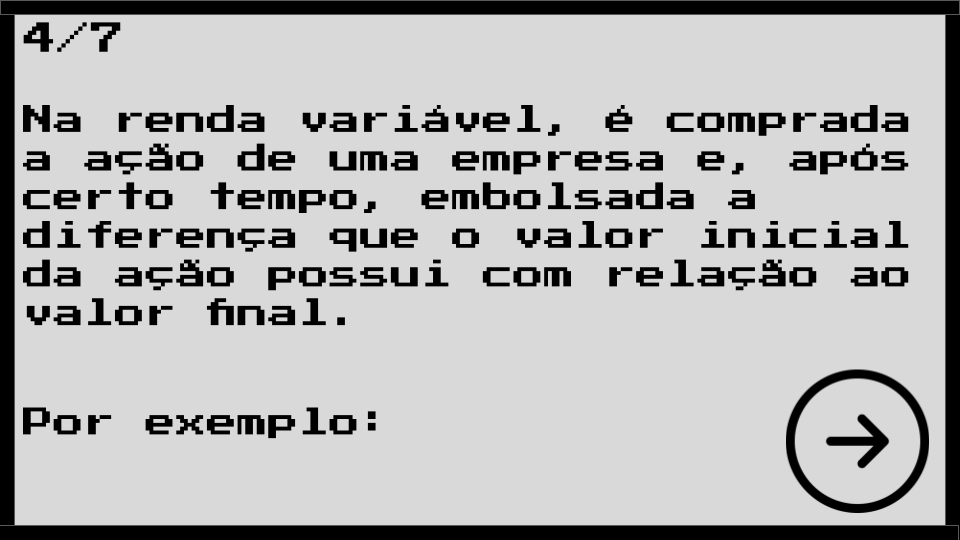 4/7
Na renda variável, é comprada
a ação de uma empresa e, após
certo tempo, embolsada a
diferença que o valor inicial
da ação possui com relação ao
valor final.
Por exemplo: